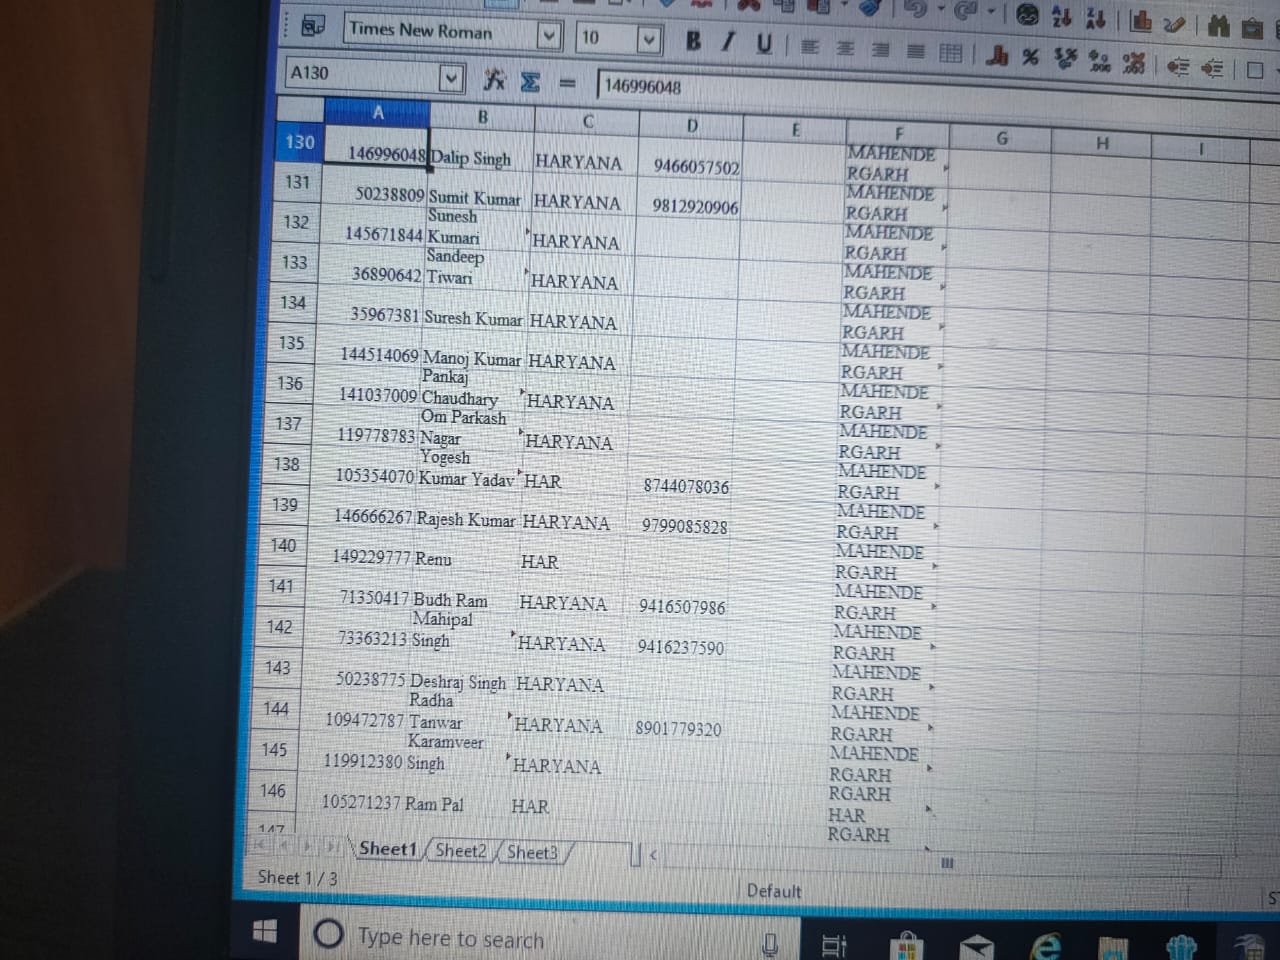 Times New Roman 10 B I U % $% .000 .000
A130 fx Σ = 146996048
A B C D E F G H I
130 146996048 Dalip Singh HARYANA 9466057502 MAHENDE
RGARH
131 50238809 Sumit Kumar HARYANA 9812920906 MAHENDE
RGARH
132 145671844 Sunesh
Kumari HARYANA MAHENDE
RGARH
133 36890642 Sandeep
Tiwari HARYANA MAHENDE
RGARH
134 35967381 Suresh Kumar HARYANA MAHENDE
RGARH
135 144514069 Manoj Kumar HARYANA MAHENDE
RGARH
136 141037009 Pankaj
Chaudhary HARYANA MAHENDE
RGARH
137 119778783 Om Parkash
Nagar HARYANA MAHENDE
RGARH
138 105354070 Yogesh
Kumar Yadav HAR 8744078036 MAHENDE
RGARH
139 146666267 Rajesh Kumar HARYANA 9799085828 MAHENDE
RGARH
140 149229777 Renu HAR MAHENDE
RGARH
141 71350417 Budh Ram HARYANA 9416507986 MAHENDE
RGARH
142 73363213 Mahipal
Singh HARYANA 9416237590 MAHENDE
RGARH
143 50238775 Deshraj Singh HARYANA MAHENDE
RGARH
144 109472787 Radha
Tanwar HARYANA 8901779320 MAHENDE
RGARH
145 119912380 Karamveer
Singh HARYANA MAHENDE
RGARH
146 105271237 Ram Pal HAR RGARH
HAR
147 RGARH
Sheet1 Sheet2 Sheet3
Sheet 1 / 3 Default
Type here to search